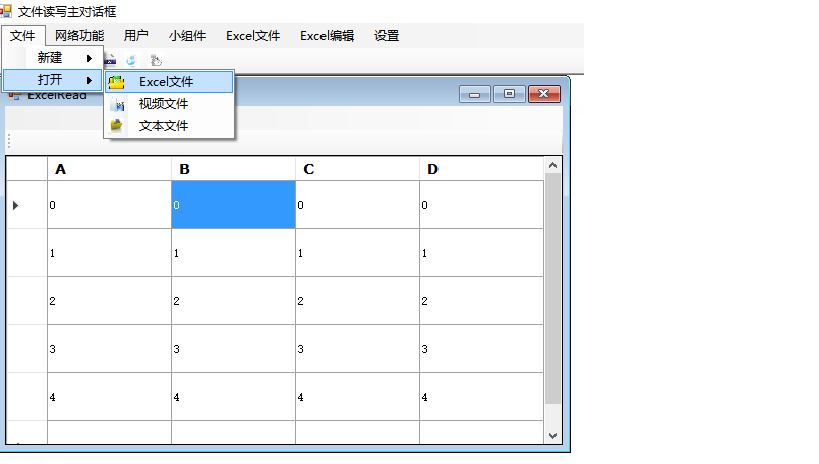 文件读写主对话框
文件 网络功能 用户 小组件 Excel文件 Excel编辑 设置
新建
打开 Excel文件
ExcelRead
视频文件
文本文件
A B C D
0 0 0 0
1 1 1 1
2 2 2 2
3 3 3 3
4 4 4 4